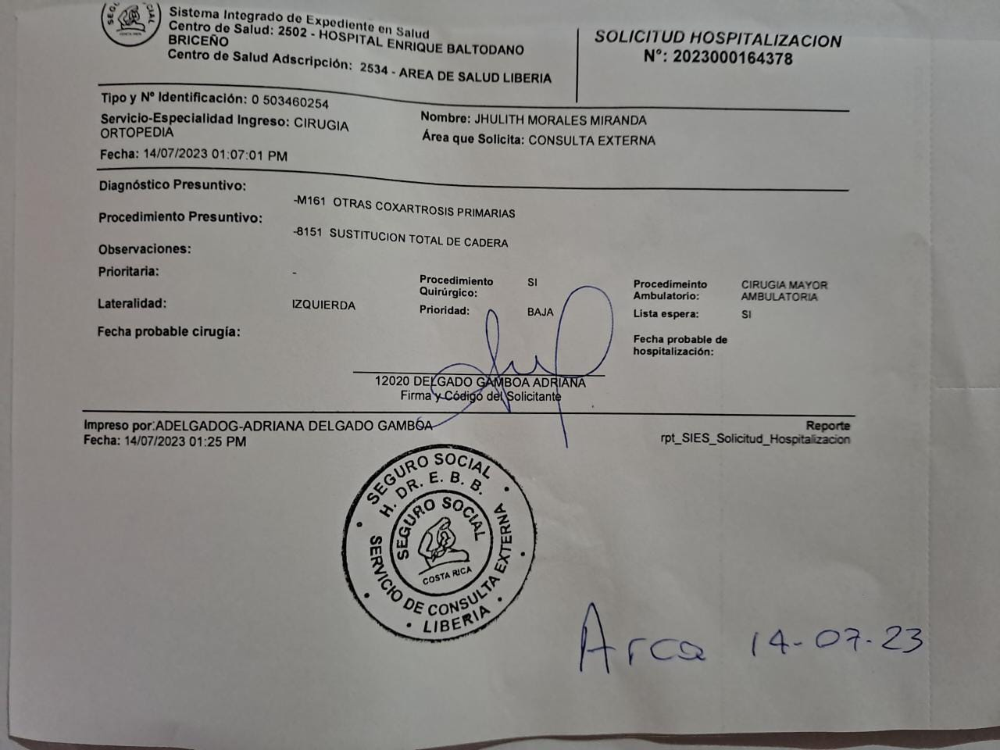 Sistema Integrado de Expediente en Salud
Centro de Salud: 2502 - HOSPITAL ENRIQUE BALTODANO
BRICEÑO
Centro de Salud Adscripción: 2534 - AREA DE SALUD LIBERIA
SOLICITUD HOSPITALIZACION
Nº: 2023000164378
Tipo y Nº Identificación: 0 503460254
Nombre: JHULITH MORALES MIRANDA
Servicio-Especialidad Ingreso: CIRUGIA
ORTOPEDIA
Área que Solicita: CONSULTA EXTERNA
Fecha: 14/07/2023 01:07:01 PM
Diagnóstico Presuntivo:
-M161 OTRAS COXARTROSIS PRIMARIAS
Procedimiento Presuntivo:
-8151 SUSTITUCION TOTAL DE CADERA
Observaciones:
Prioritaria: -
Procedimiento
Quirúrgico: SI
Procedimeinto
Ambulatorio: CIRUGIA MAYOR
AMBULATORIA
Lateralidad: IZQUIERDA
Prioridad: BAJA
Lista espera: SI
Fecha probable cirugía:
Fecha probable de
hospitalización:
12020 DELGADO GAMBOA ADRIANA
Firma y Código del Solicitante
Impreso por:ADELGADOG-ADRIANA DELGADO GAMBOA
Fecha: 14/07/2023 01:25 PM
Reporte
rpt_SIES_Solicitud_Hospitalizacion
SEGURO SOCIAL
H. DR. E. B. B.
SEGURO SOCIAL
COSTA RICA
SERVICIO DE CONSULTA EXTERNA
LIBERIA
Arca 14-07-23